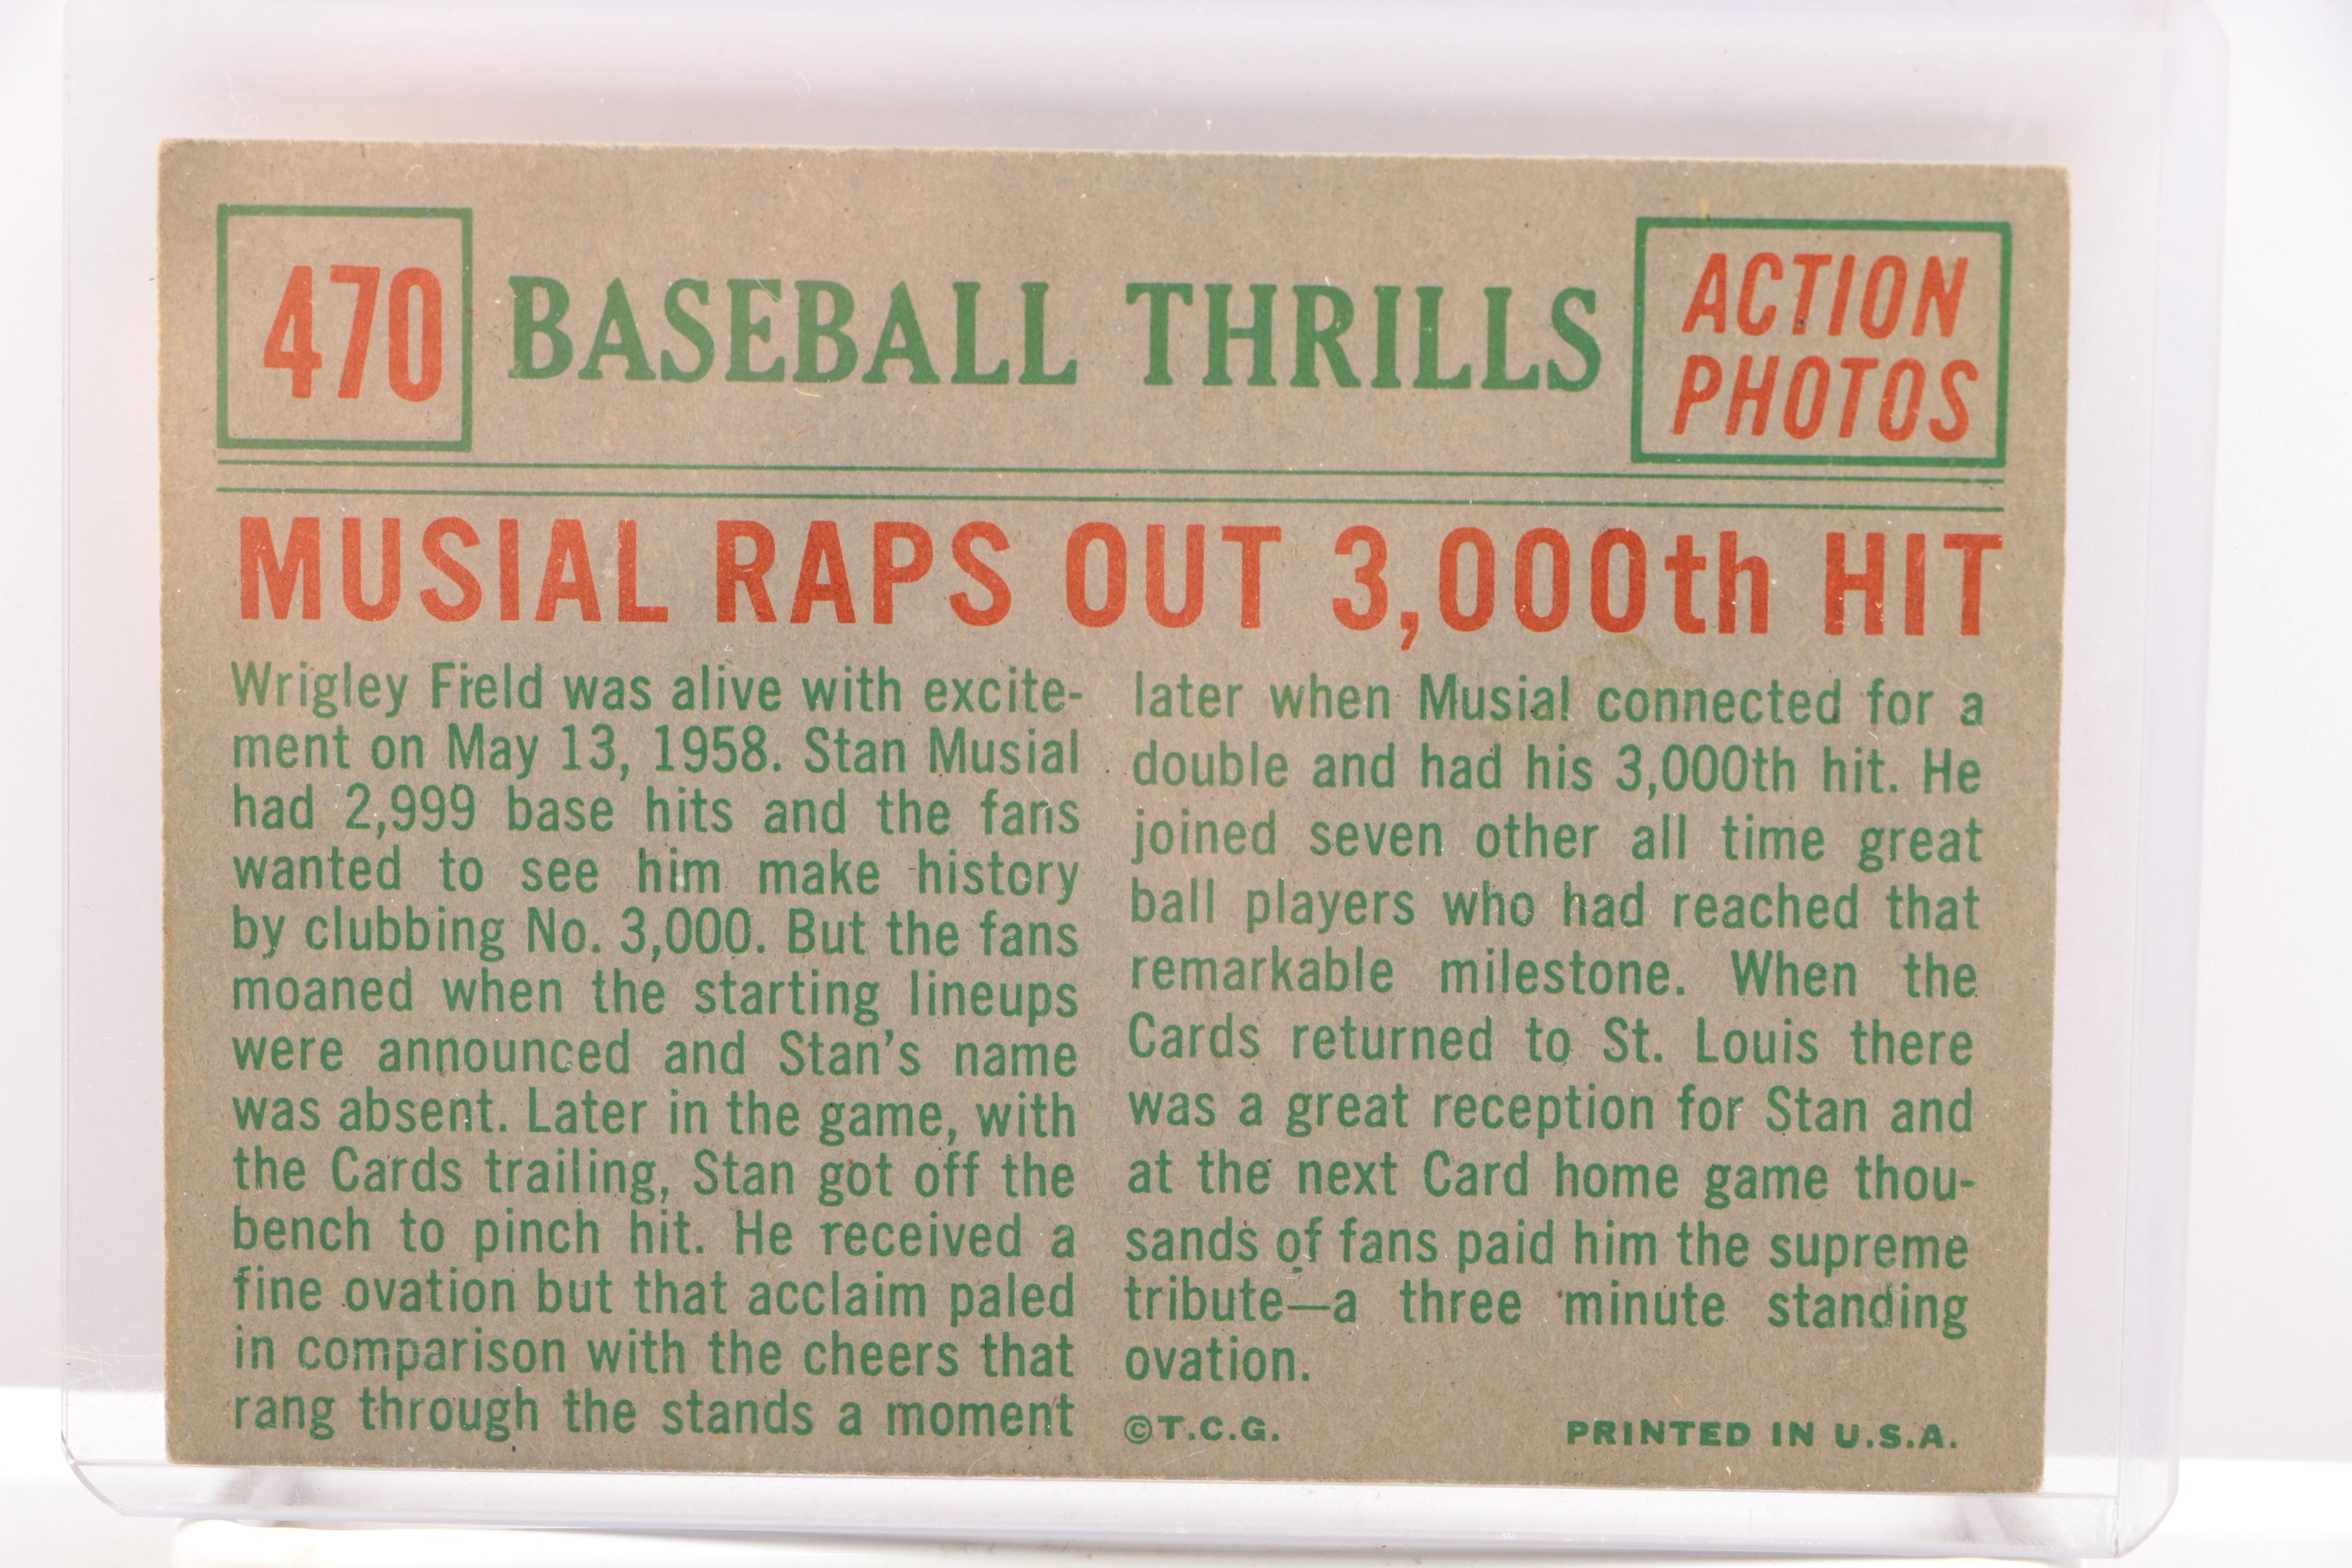 470
BASEBALL THRILLS
ACTION
PHOTOS
MUSIAL RAPS OUT 3,000th HIT
Wrigley Field was alive with excite-
ment on May 13, 1958. Stan Musial
had 2,999 base hits and the fans
wanted to see him make history
by clubbing No. 3,000. But the fans
moaned when the starting lineups
were announced and Stan's name
was absent. Later in the game, with
the Cards trailing, Stan got off the
bench to pinch hit. He received a
fine ovation but that acclaim paled
in comparison with the cheers that
rang through the stands a moment
later when Musial connected for a
double and had his 3,000th hit. He
joined seven other all time great
ball players who had reached that
remarkable milestone. When the
Cards returned to St. Louis there
was a great reception for Stan and
at the next Card home game thou-
sands of fans paid him the supreme
tribute—a three minute standing
ovation.
©T.C.G.
PRINTED IN U.S.A.